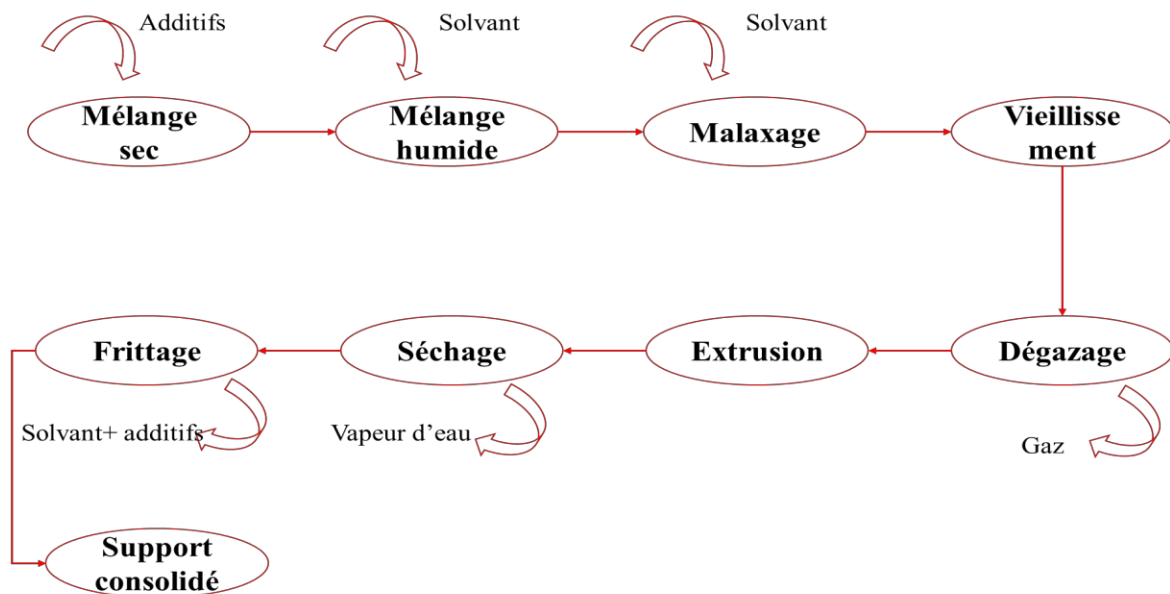 Additifs
Solvant
Solvant
Mélange
sec
Mélange
humide
Malaxage
Vieillisse
ment
Frittage
Séchage
Extrusion
Dégazage
Solvant+ additifs
Vapeur d’eau
Gaz
Support
consolidé